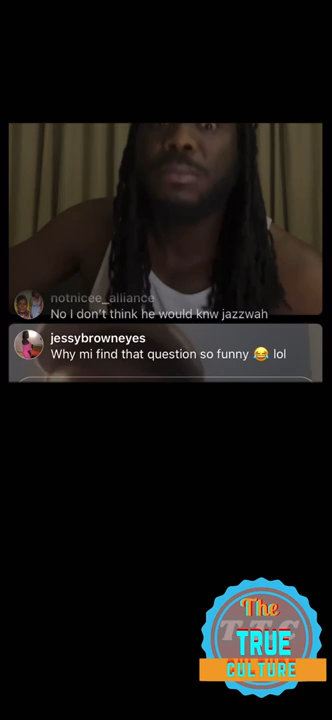 notnicee_alliance
No I don't think he would knw jazzwah
jessybrowneyes
Why mi find that question so funny 😂 lol
The
T.T.C
TRUE
CULTURE